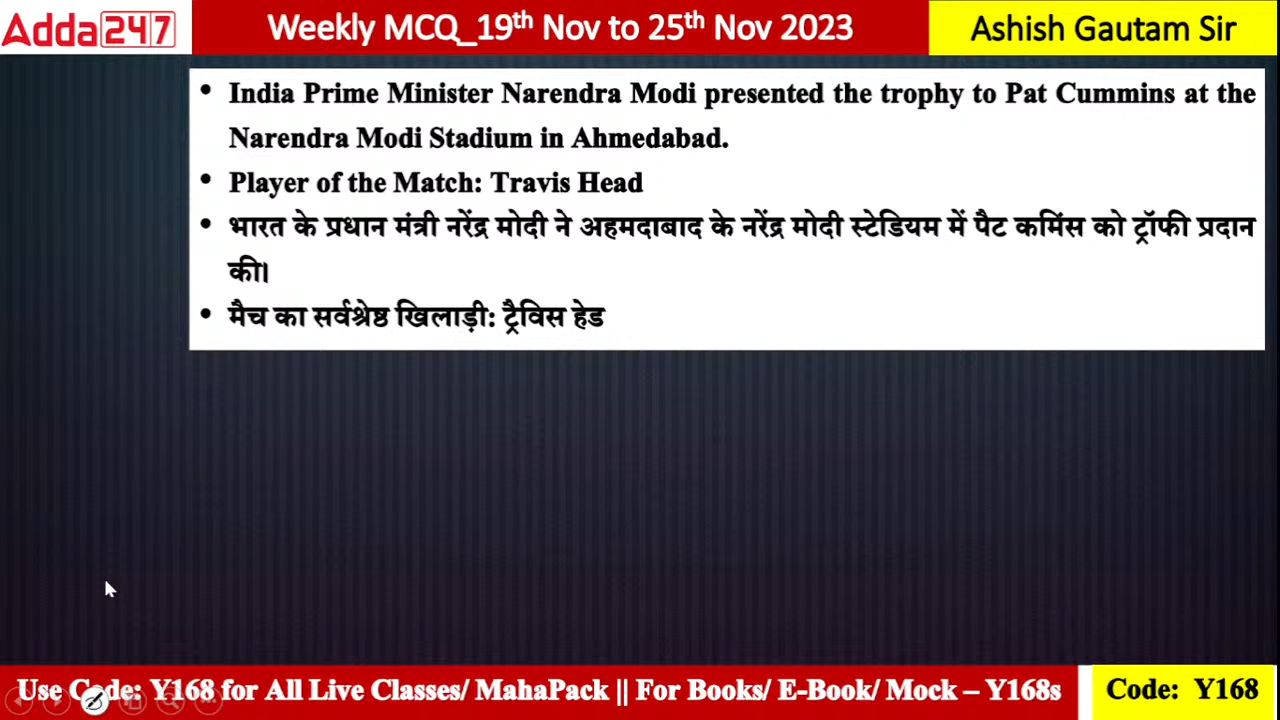 Adda247
Weekly MCQ_19th Nov to 25th Nov 2023
Ashish Gautam Sir
• India Prime Minister Narendra Modi presented the trophy to Pat Cummins at the
Narendra Modi Stadium in Ahmedabad.
• Player of the Match: Travis Head
• भारत के प्रधान मंत्री नरेंद्र मोदी ने अहमदाबाद के नरेंद्र मोदी स्टेडियम में पैट कमिंस को ट्रॉफी प्रदान
की।
• मैच का सर्वश्रेष्ठ खिलाड़ी: ट्रैविस हेड
Use Code: Y168 for All Live Classes/ MahaPack || For Books/ E-Book/ Mock – Y168s
Code: Y168